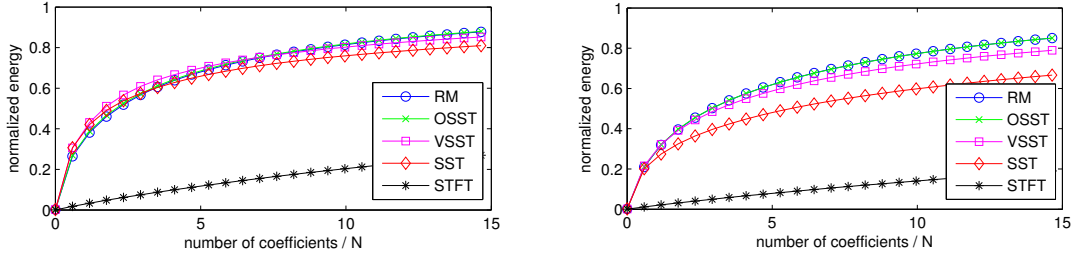 normalized energy
1
0.8
0.6
0.4
0.2
0
0
5
10
15
number of coefficients / N
RM
OSST
VSST
SST
STFT
normalized energy
1
0.8
0.6
0.4
0.2
0
0
5
10
15
number of coefficients / N
RM
OSST
VSST
SST
STFT